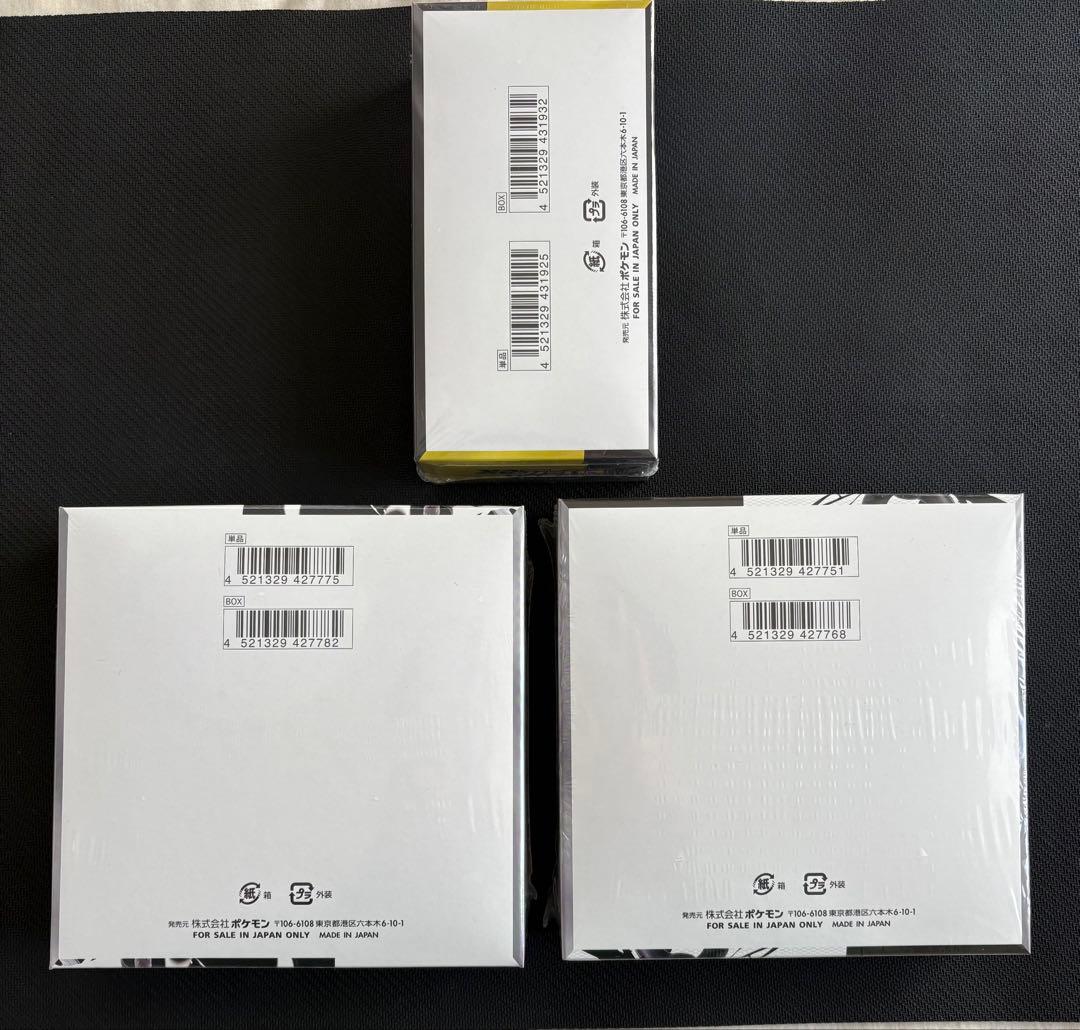 BOX
4 521329 431932
単品
4 521329 431925
紙 箱
プラ 外装
発売元 株式会社ポケモン 〒106-6108 東京都港区六本木6-10-1
FOR SALE IN JAPAN ONLY MADE IN JAPAN
単品
4 521329 427775
BOX
4 521329 427782
紙 箱 プラ 外装
発売元 株式会社ポケモン 〒106-6108 東京都港区六本木6-10-1
FOR SALE IN JAPAN ONLY MADE IN JAPAN
単品
4 521329 427751
BOX
4 521329 427768
紙 箱 プラ 外装
発売元 株式会社ポケモン 〒106-6108 東京都港区六本木6-10-1
FOR SALE IN JAPAN ONLY MADE IN JAPAN